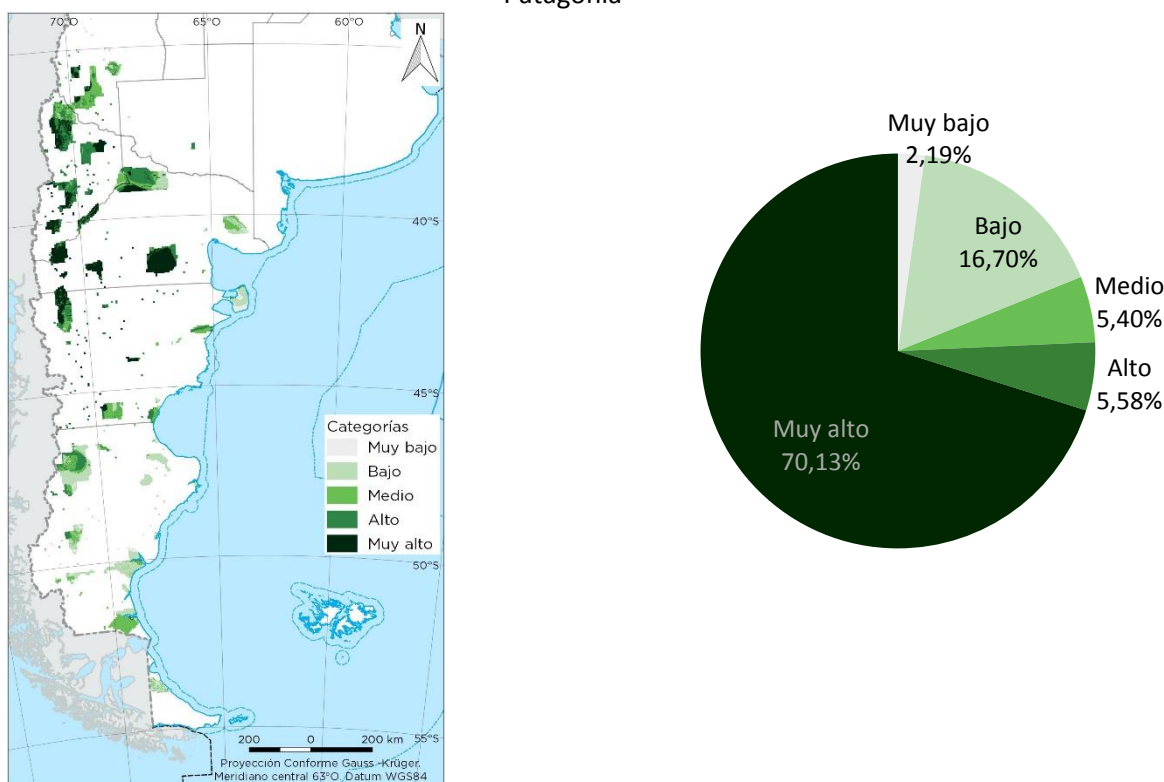 Patagonia
70°O
65°O
60°O
N
40°S
45°S
50°S
55°S
Categorías
Muy bajo
Bajo
Medio
Alto
Muy alto
200 0 200 km
Proyección Conforme Gauss -Krüger.
Meridiano central 63°O. Datum WGS84
Muy bajo
2,19%
Bajo
16,70%
Medio
5,40%
Alto
5,58%
Muy alto
70,13%